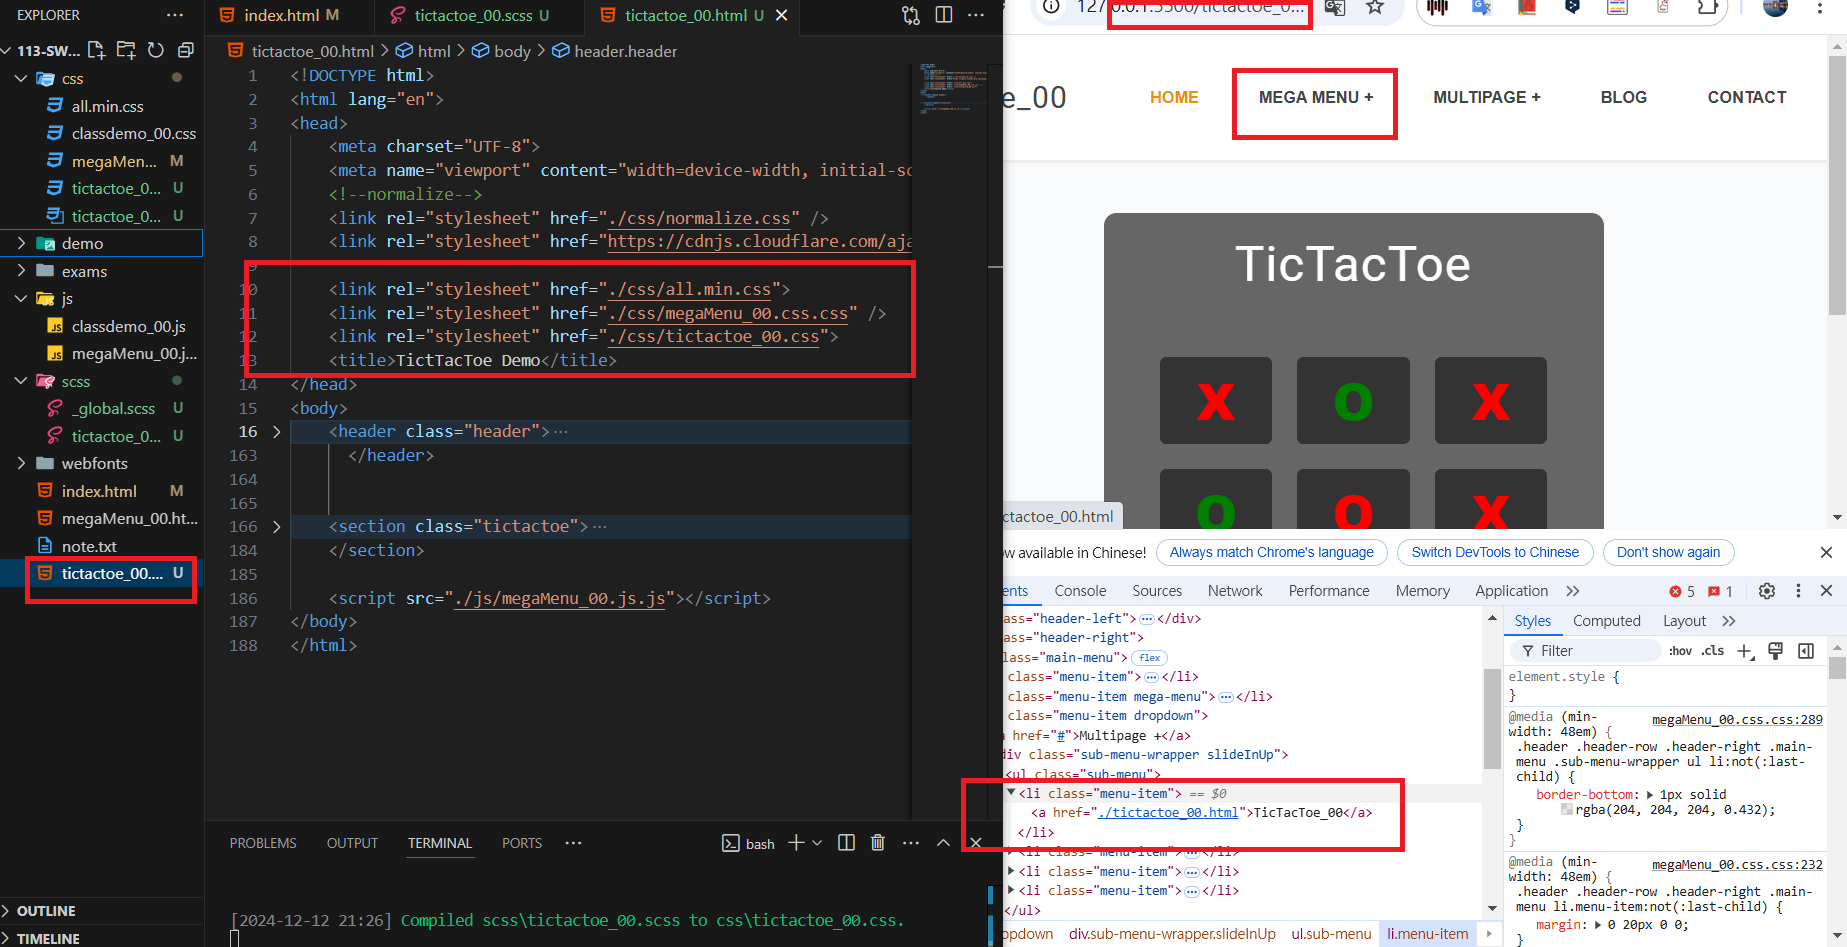 EXPLORER
113-SW...
css
all.min.css
classdemo_00.css
megaMen... M
tictactoe_0... U
tictactoe_0... U
demo
exams
js
classdemo_00.js
megaMenu_00.j...
scss
_global.scss U
tictactoe_0... U
webfonts
index.html M
megaMenu_00.ht...
note.txt
tictactoe_00.... U
OUTLINE
TIMELINE
index.html M
tictactoe_00.scss U
tictactoe_00.html U
tictactoe_00.html > html > body > header.header
1 <!DOCTYPE html>
2 <html lang="en">
3 <head>
4 <meta charset="UTF-8">
5 <meta name="viewport" content="width=device-width, initial-sc
6 <!--normalize-->
7 <link rel="stylesheet" href="./css/normalize.css" />
8 <link rel="stylesheet" href="https://cdnjs.cloudflare.com/aja
9
10 <link rel="stylesheet" href="./css/all.min.css">
11 <link rel="stylesheet" href="./css/megaMenu_00.css.css" />
12 <link rel="stylesheet" href="./css/tictactoe_00.css">
13 <title>TictTacToe Demo</title>
14 </head>
15 <body>
16 <header class="header">...
163 </header>
164
165
166 <section class="tictactoe">...
184 </section>
185
186 <script src="./js/megaMenu_00.js.js"></script>
187 </body>
188 </html>
PROBLEMS OUTPUT TERMINAL PORTS ... bash
[2024-12-12 21:26] Compiled scss\tictactoe_00.scss to css\tictactoe_00.css.
127.0.0.1:5500/tictactoe_0...
e_00 HOME MEGA MENU + MULTIPAGE + BLOG CONTACT
TicTacToe
X O X
O O X
ctactoe_00.html
ow available in Chinese! Always match Chrome's language Switch DevTools to Chinese Don't show again
ents Console Sources Network Performance Memory Application >> 5 1
ass="header-left"> ... </div>
"header-right">
lass="main-menu"> flex
class="menu-item"> ... </li>
class="menu-item mega-menu"> ... </li>
class="menu-item dropdown">
href="#">Multipage +</a>
div class="sub-menu-wrapper slideInUp">
<ul class="sub-menu">
<li class="menu-item"> == $0
<a href="./tictactoe_00.html">TicTacToe_00</a>
</li>
<li class="menu-item"> ... </li>
<li class="menu-item"> ... </li>
<li class="menu-item"> ... </li>
</ul>
opdown div.sub-menu-wrapper.slideInUp ul.sub-menu li.menu-item
Styles Computed Layout >>
Filter :hov .cls +
element.style {
}
@media (min- megaMenu_00.css.css:289
width: 48em) {
.header .header-row .header-right .main-
menu .sub-menu-wrapper ul li:not(:last-
child) {
border-bottom: 1px solid
rgba(204, 204, 204, 0.432);
}
}
@media (min- megaMenu_00.css.css:232
width: 48em) {
.header .header-row .header-right .main-
menu li.menu-item:not(:last-child) {
margin: 0 20px 0 0;
}